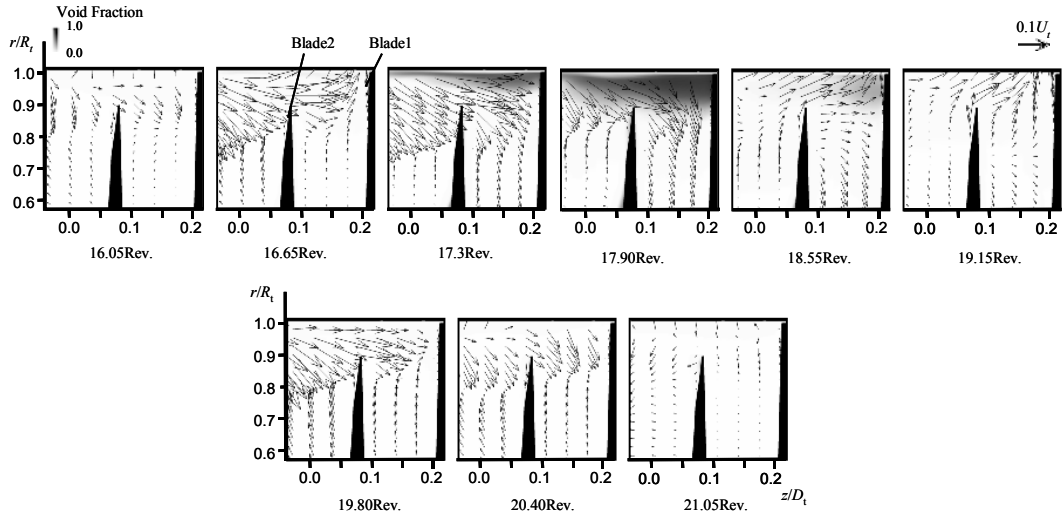 Void Fraction
1.0
0.0
r/Rt
Blade2
Blade1
0.1Ut
1.0
0.9
0.8
0.7
0.6
0.0 0.1 0.2 0.0 0.1 0.2 0.0 0.1 0.2 0.0 0.1 0.2 0.0 0.1 0.2 0.0 0.1 0.2
16.05Rev. 16.65Rev. 17.3Rev. 17.90Rev. 18.55Rev. 19.15Rev.
r/Rt
1.0
0.9
0.8
0.7
0.6
0.0 0.1 0.2 0.0 0.1 0.2 0.0 0.1 0.2
z/Dt
19.80Rev. 20.40Rev. 21.05Rev.